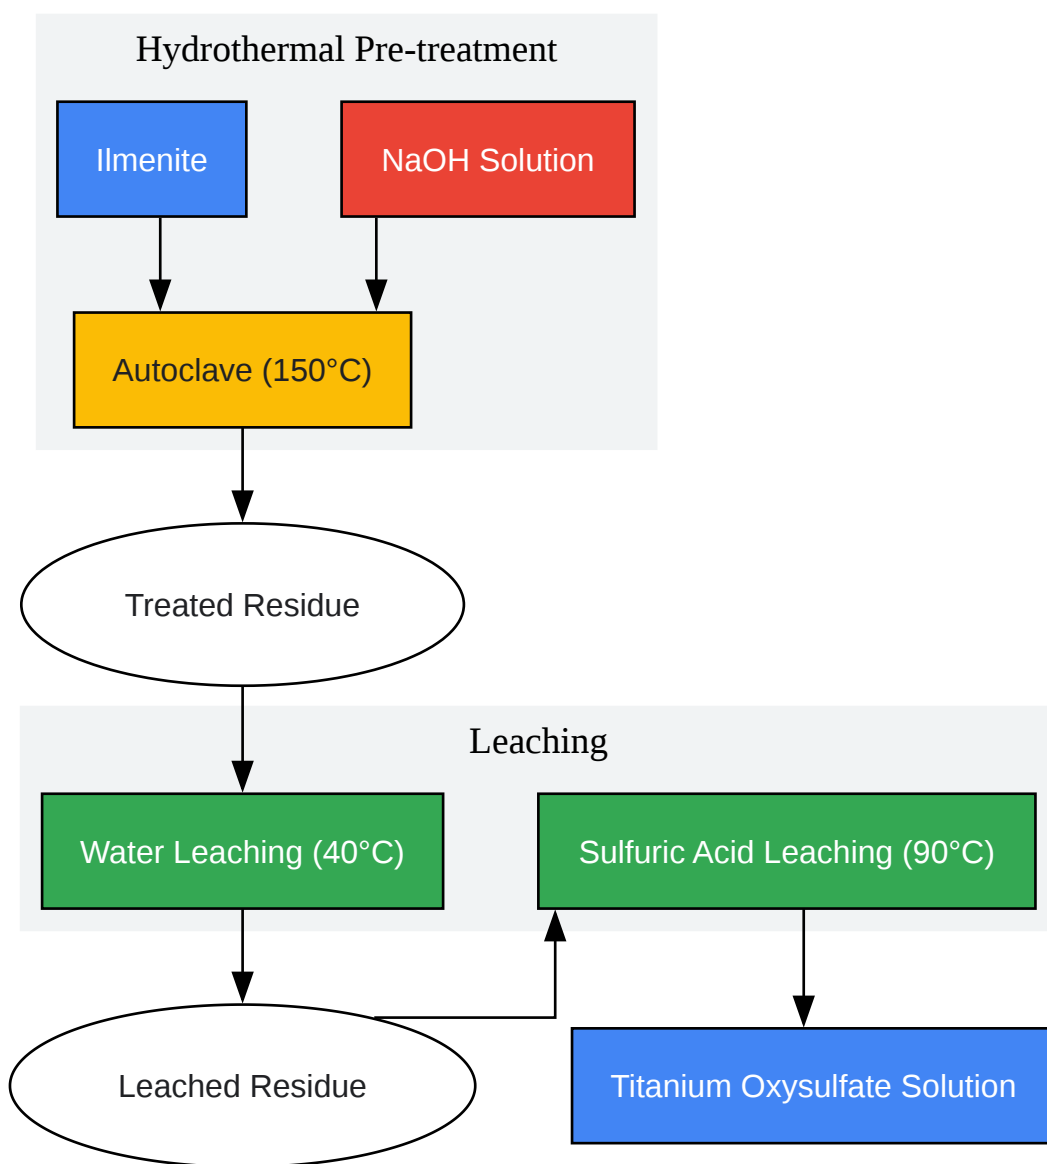 Hydrothermal Pre-treatment
Ilmenite
NaOH Solution
Autoclave (150°C)
Treated Residue
Leaching
Water Leaching (40°C)
Sulfuric Acid Leaching (90°C)
Leached Residue
Titanium Oxysulfate Solution